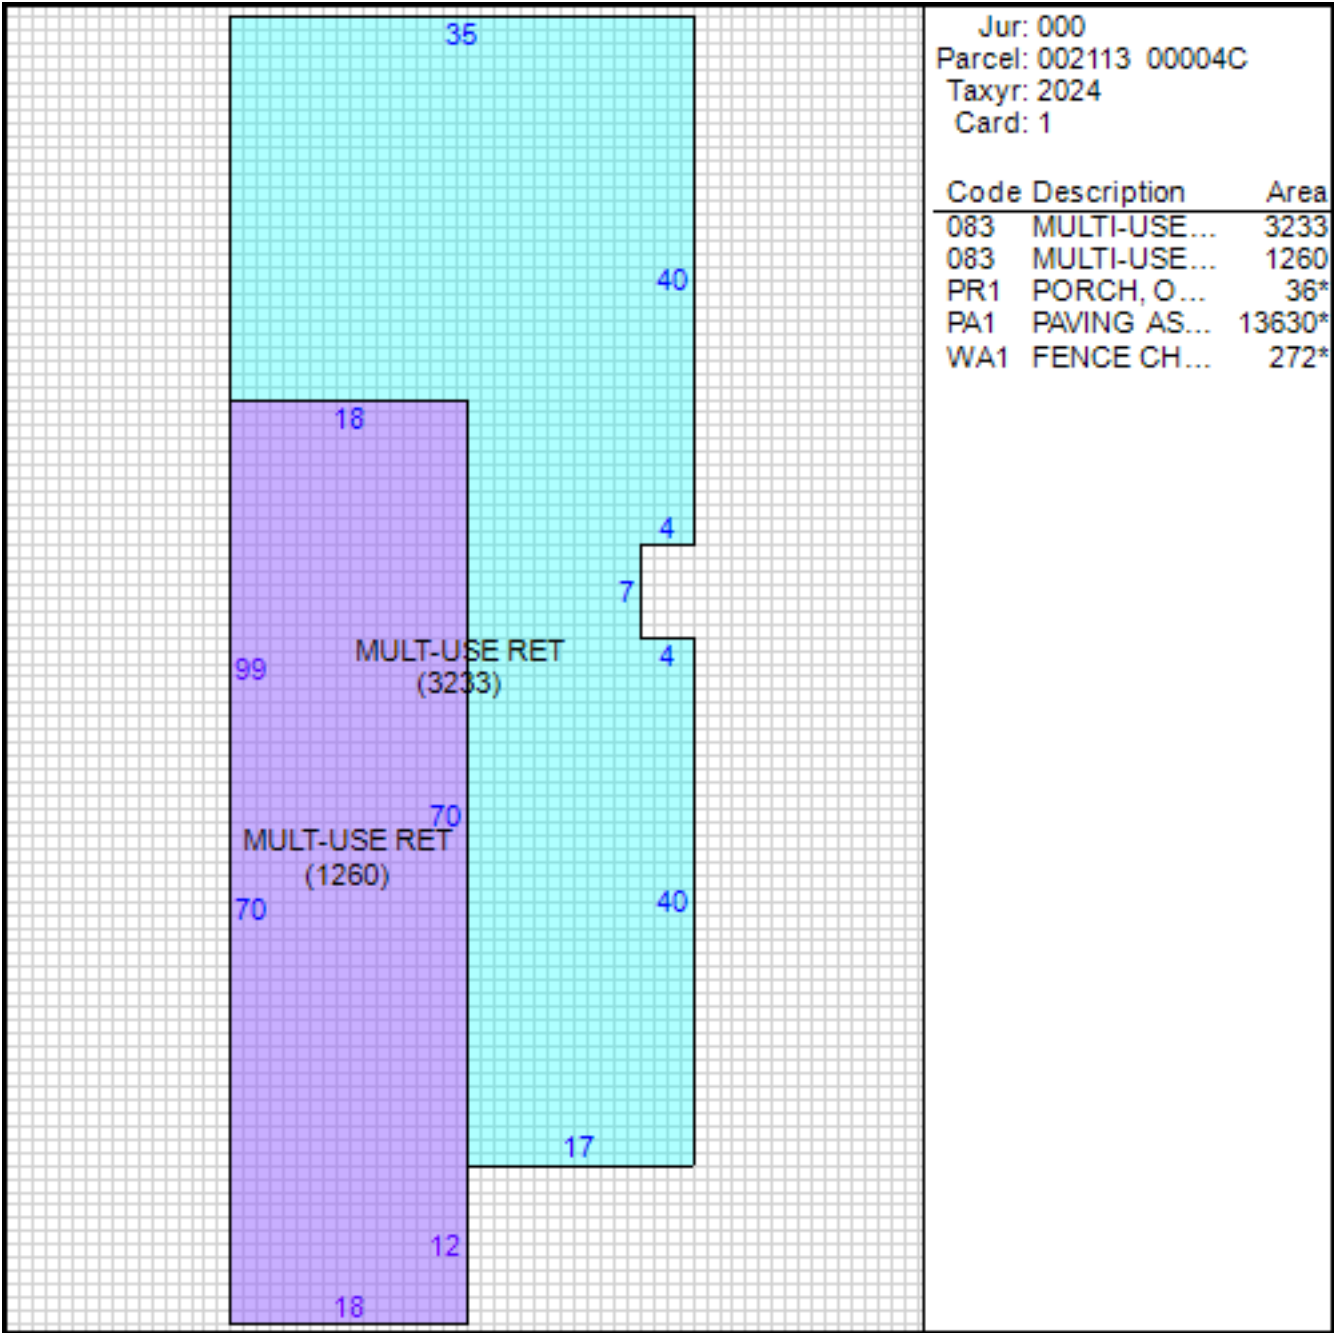 35
40
18
4
7
4
MULT-USE RET
(3233)
99
70
MULT-USE RET
(1260)
70
40
17
12
18
Jur: 000
Parcel: 002113 00004C
Taxyr: 2024
Card: 1
Code Description Area
083 MULTI-USE... 3233
083 MULTI-USE... 1260
PR1 PORCH, O... 36*
PA1 PAVING AS... 13630*
WA1 FENCE CH... 272*